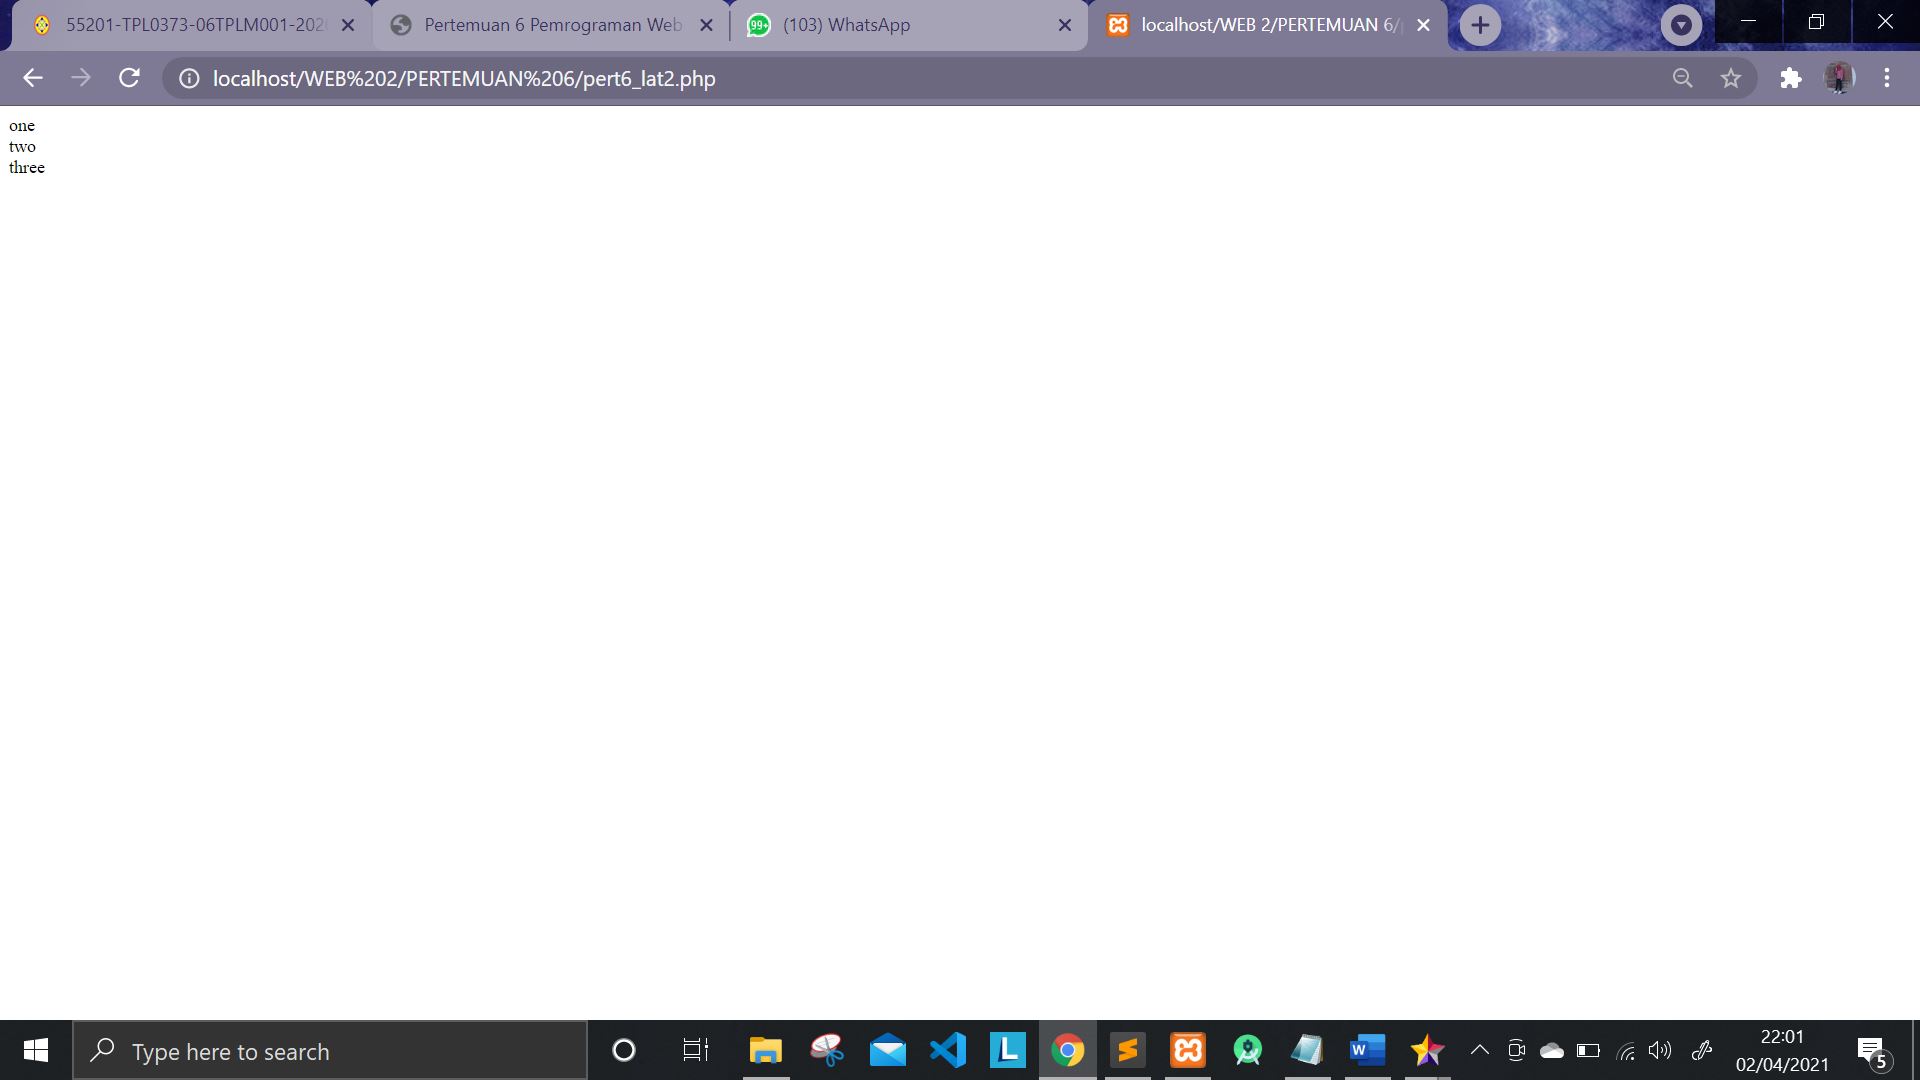 55201-TPL0373-06TPLM001-202
Pertemuan 6 Pemrograman Web
99+
(103) WhatsApp
localhost/WEB 2/PERTEMUAN 6/
localhost/WEB%202/PERTEMUAN%206/pert6_lat2.php
one
two
three
Type here to search
L
W
22:01
02/04/2021
5